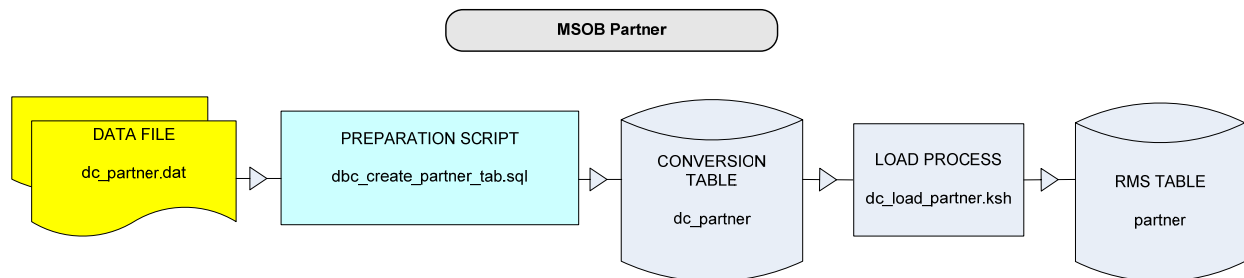 MSOB Partner
DATA FILE
dc_partner.dat
PREPARATION SCRIPT
dbc_create_partner_tab.sql
CONVERSION
TABLE
dc_partner
LOAD PROCESS
dc_load_partner.ksh
RMS TABLE
partner